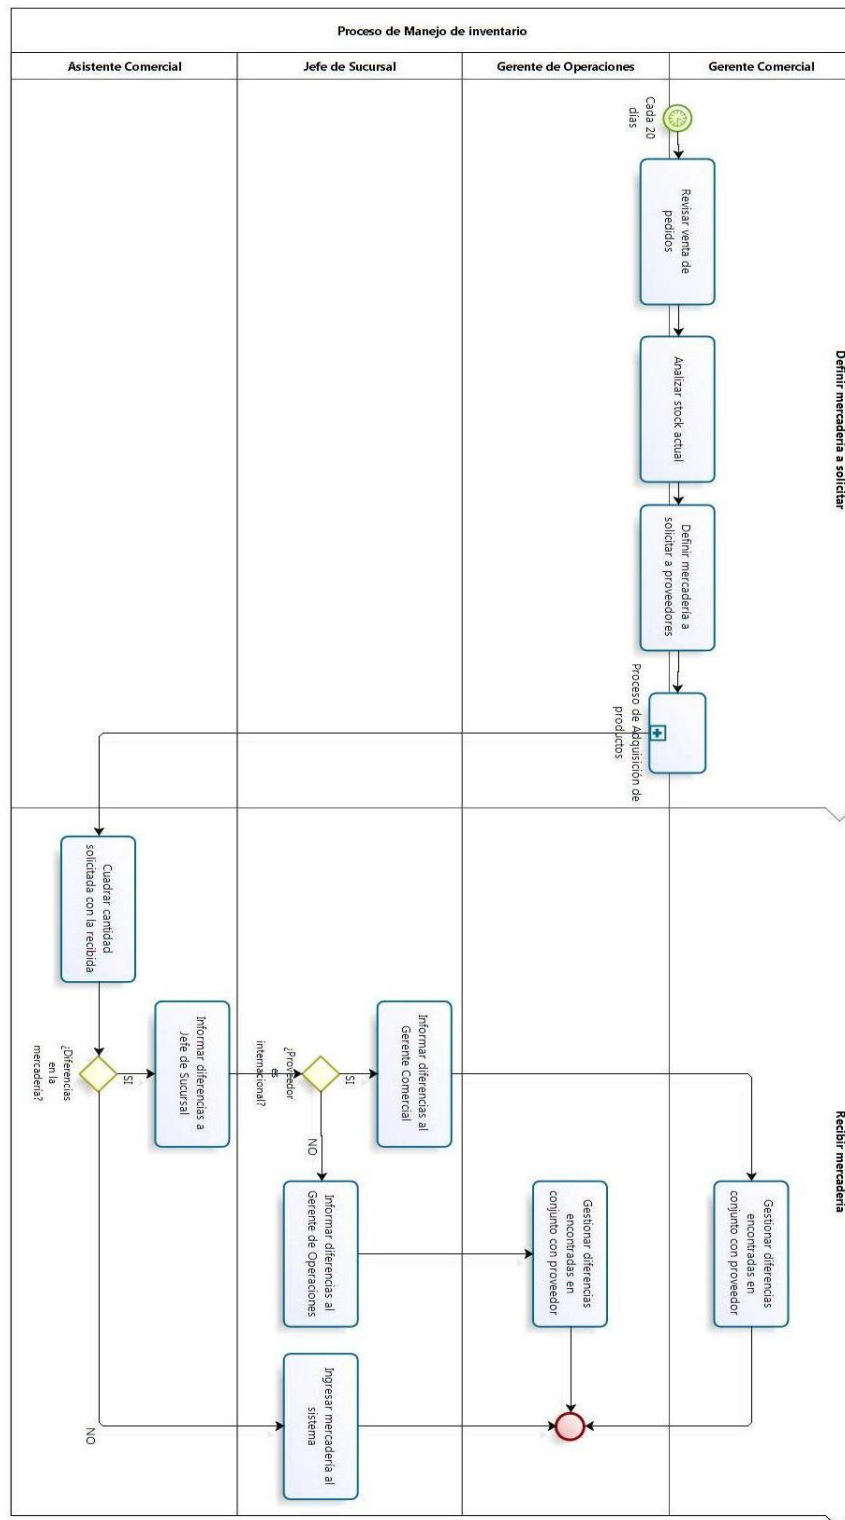 Proceso de Manejo de inventario
Asistente Comercial
Jefe de Sucursal
Gerente de Operaciones
Gerente Comercial
Definir mercadería a solicitar
Cada 20
días
Revisar venta de
pedidos
Analizar stock actual
Definir mercadería a
solicitar a proveedores
Proceso de Adquisición de
productos
Recibir mercadería
Cuadrar cantidad
solicitada con la recibida
¿Diferencias
en la
mercadería?
SI
Informar diferencias a
Jefe de Sucursal
¿Proveedor
es
internacional?
SI
Informar diferencias al
Gerente Comercial
NO
Informar diferencias al
Gerente de Operaciones
Gestionar diferencias
encontradas en
conjunto con proveedor
Gestionar diferencias
encontradas en
conjunto con proveedor
NO
Ingresar mercadería al
sistema